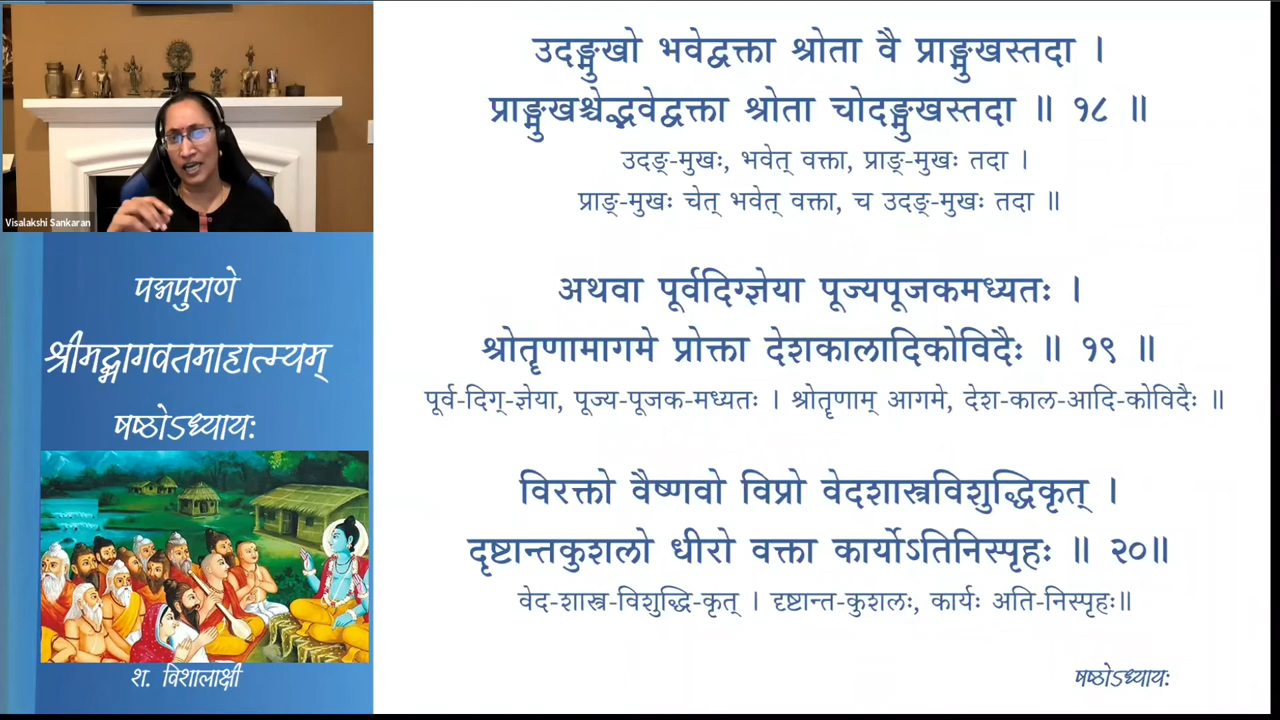 Visalakshi Sankaran
पद्मपुराणे
श्रीमद्भागवतमाहात्म्यम्
षष्ठोऽध्यायः
श. विशालाक्षी
उदङ्मुखो भवेद्वक्ता श्रोता वै प्राङ्मुखस्तदा ।
प्राङ्मुखश्चेद्भवेद्वक्ता श्रोता चोदङ्मुखस्तदा ॥ १८ ॥
उदङ्-मुखः, भवेत् वक्ता, प्राङ्-मुखः तदा ।
प्राङ्-मुखः चेत् भवेत् वक्ता, च उदङ्-मुखः तदा ॥
अथवा पूर्वदिग्ज्ञेया पूज्यपूजकमध्यतः ।
श्रोतॄणामागमे प्रोक्ता देशकालादिकोविदैः ॥ १९ ॥
पूर्व-दिग्-ज्ञेया, पूज्य-पूजक-मध्यतः । श्रोतॄणाम् आगमे, देश-काल-आदि-कोविदैः ॥
विरक्तो वैष्णवो विप्रो वेदशास्त्रविशुद्धिकृत् ।
दृष्टान्तकुशलो धीरो वक्ता कार्योऽतिनिस्पृहः ॥ २०॥
वेद-शास्त्र-विशुद्धि-कृत् । दृष्टान्त-कुशलः, कार्यः अति-निस्पृहः॥
षष्ठोऽध्यायः